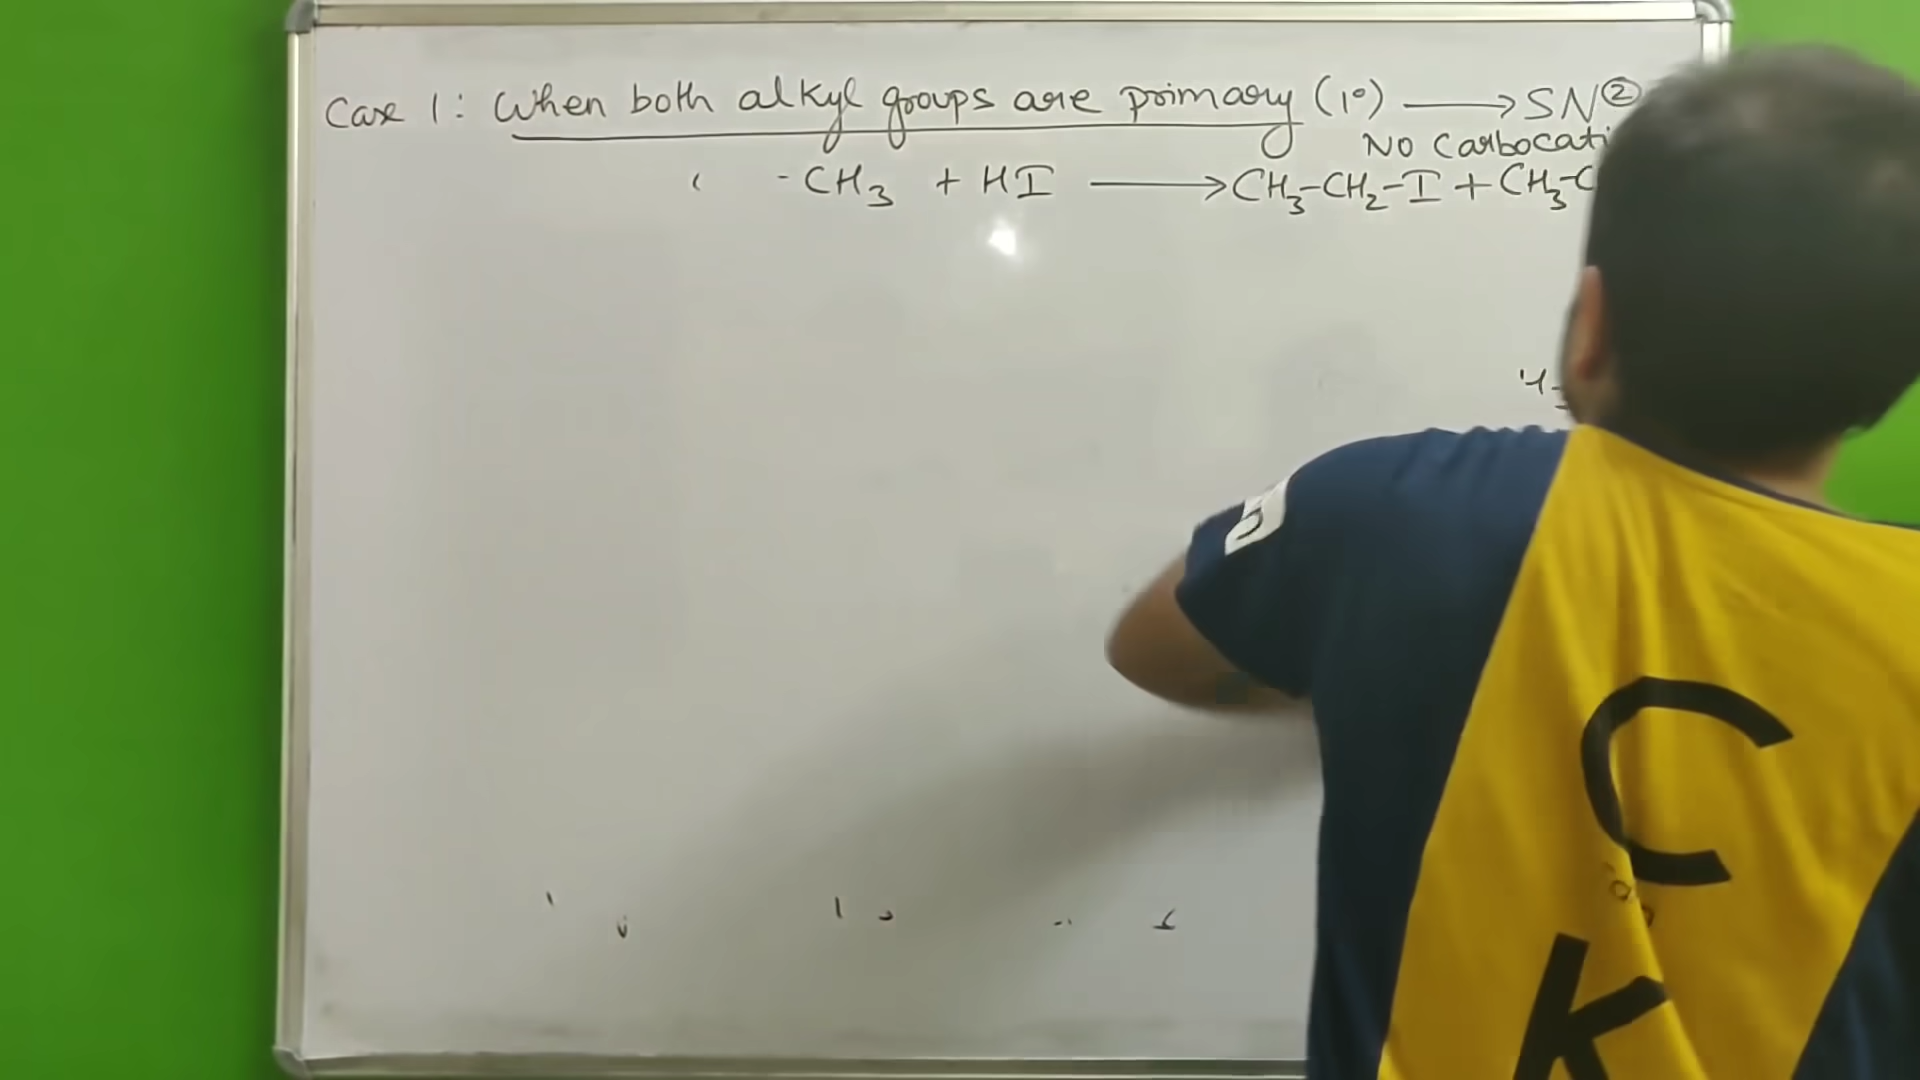 Case 1: When both alkyl groups are primary (1°) ⟶ SN②
No Carbocati
-CH₃ + HI ⟶ CH₃-CH₂-I + CH₃-C
C
K